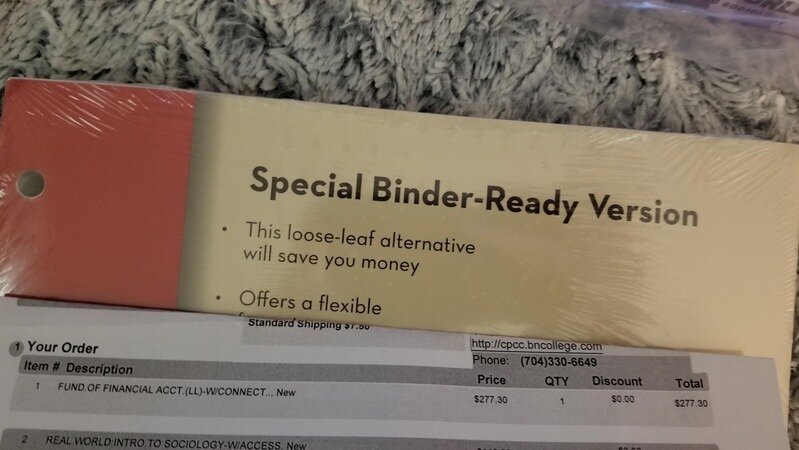 Special Binder-Ready Version
• This loose-leaf alternative
will save you money
• Offers a flexible
Standard Shipping $7.50
http://cpcc.bncollege.com
Phone: (704)330-6649
1 Your Order
Item # Description Price QTY Discount Total
1 FUND.OF FINANCIAL ACCT.(LL)-W/CONNECT.., New $277.30 1 $0.00 $277.30
2 REAL WORLD:INTRO.TO SOCIOLOGY-W/ACCESS, New